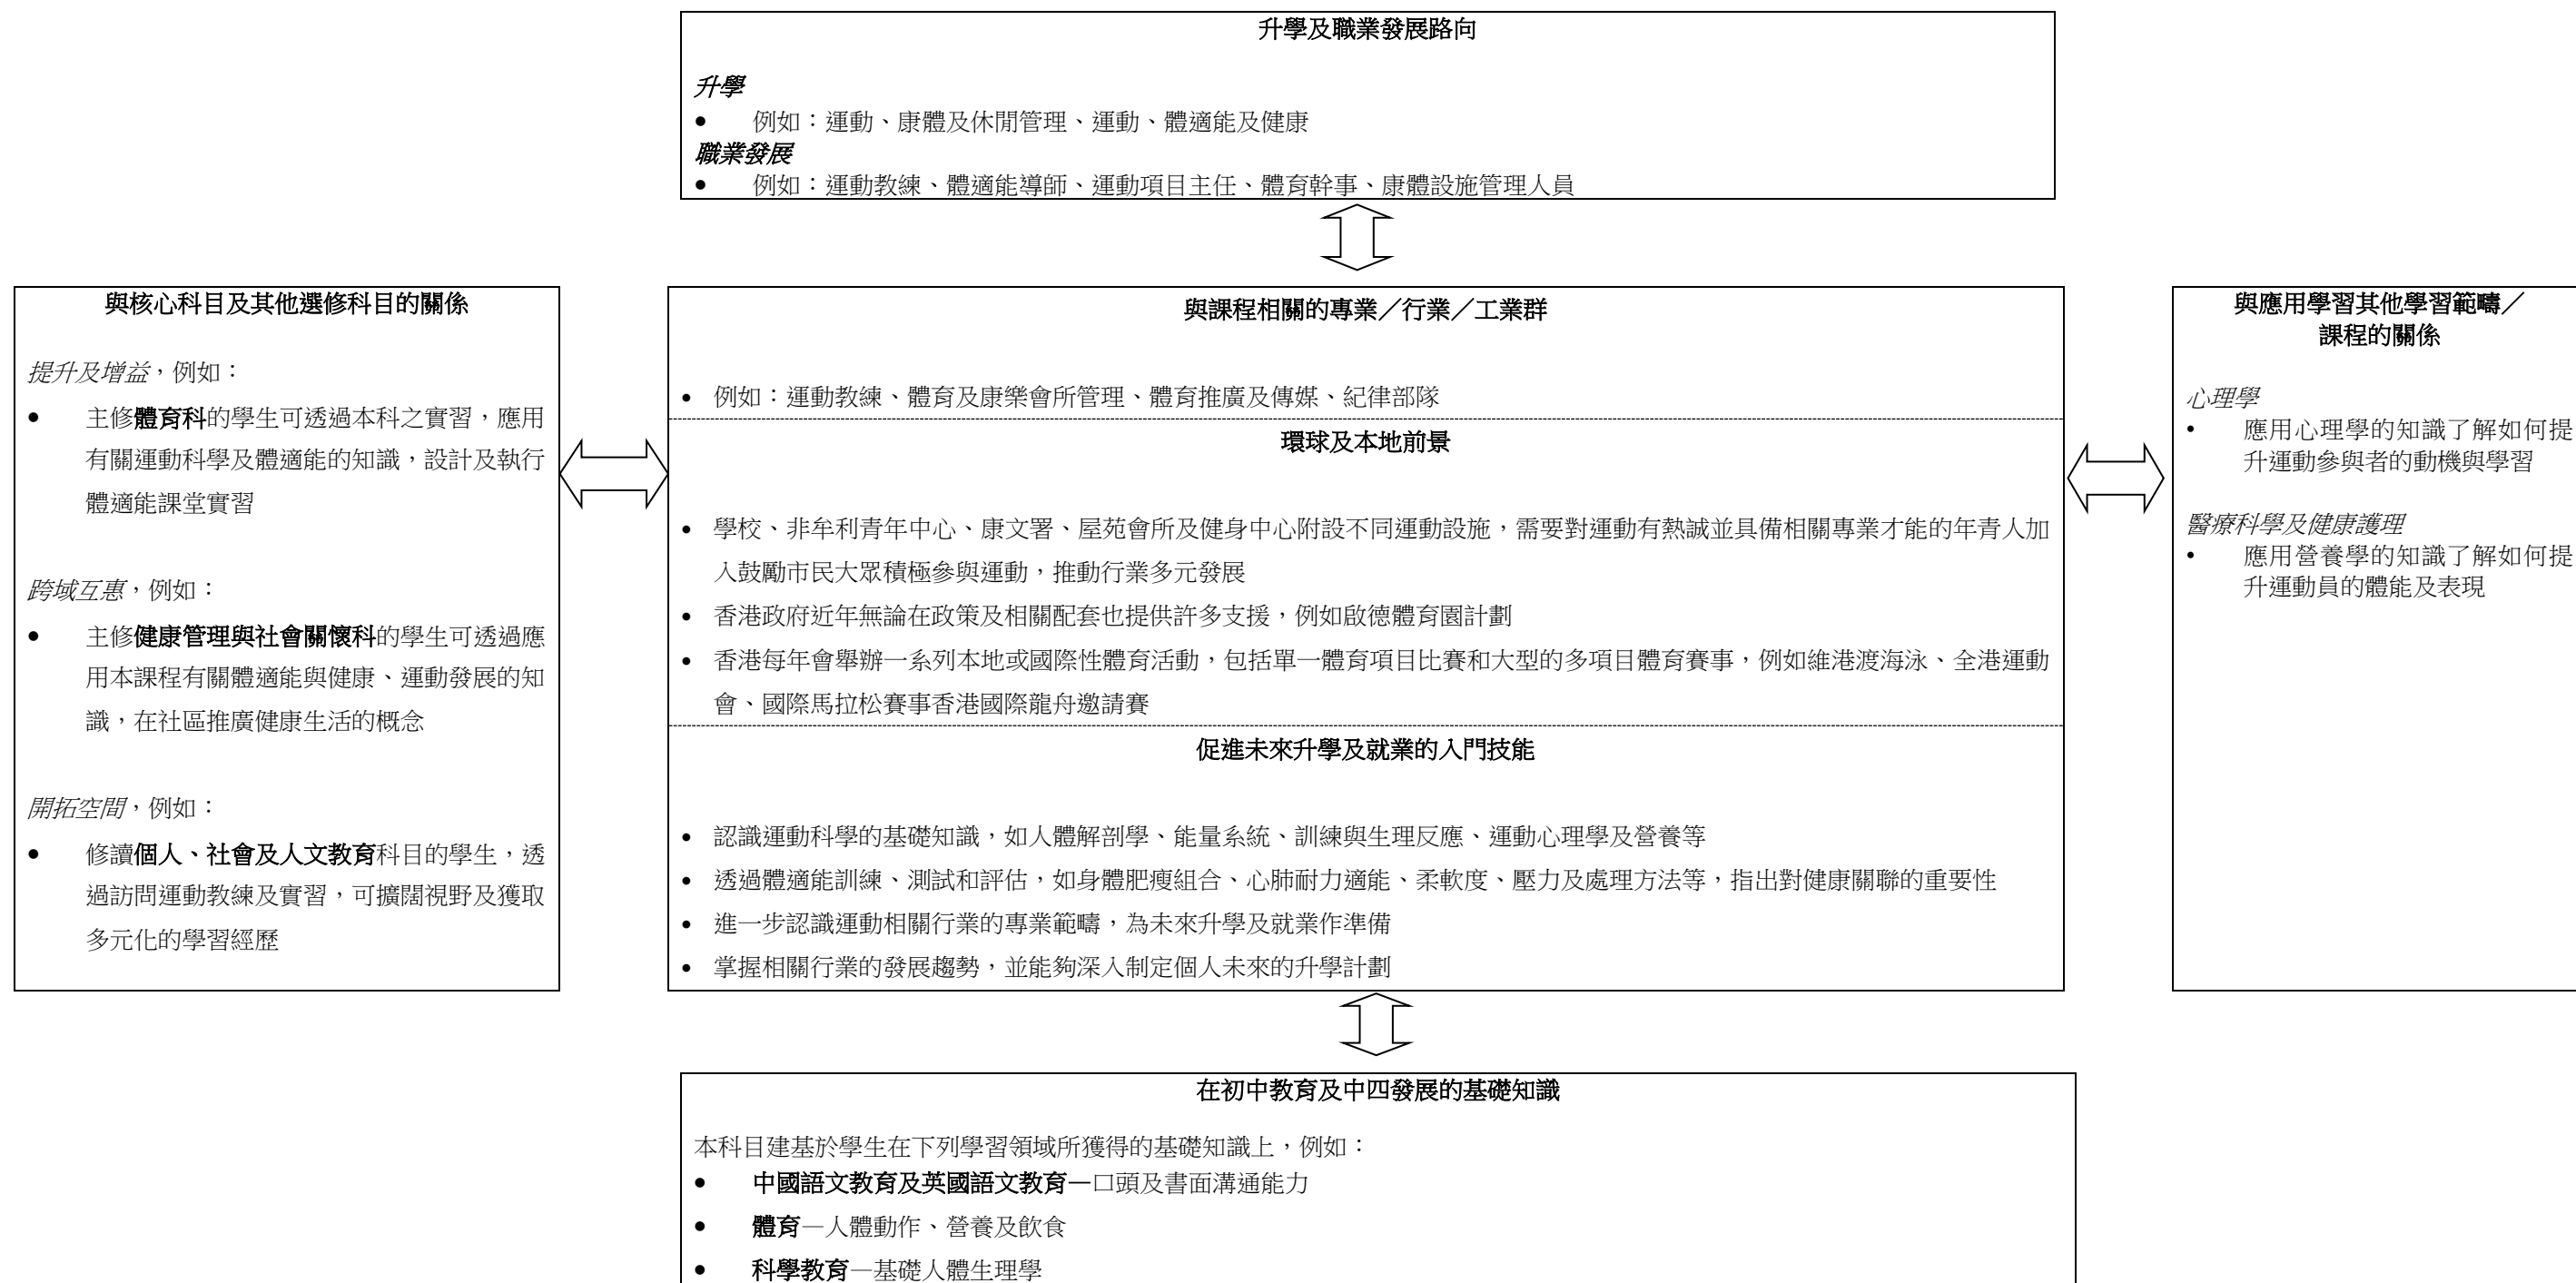 升學及職業發展路向
升學
● 例如：運動、康體及休閒管理、運動、體適能及健康
職業發展
● 例如：運動教練、體適能導師、運動項目主任、體育幹事、康體設施管理人員
與核心科目及其他選修科目的關係
提升及增益，例如：
● 主修體育科的學生可透過本科之實習，應用
有關運動科學及體適能的知識，設計及執行
體適能課堂實習
跨域互惠，例如：
● 主修健康管理與社會關懷科的學生可透過應
用本課程有關體適能與健康、運動發展的知
識，在社區推廣健康生活的概念
開拓空間，例如：
● 修讀個人、社會及人文教育科目的學生，透
過訪問運動教練及實習，可擴闊視野及獲取
多元化的學習經歷
與課程相關的專業／行業／工業群
• 例如：運動教練、體育及康樂會所管理、體育推廣及傳媒、紀律部隊
環球及本地前景
• 學校、非牟利青年中心、康文署、屋苑會所及健身中心附設不同運動設施，需要對運動有熱誠並具備相關專業才能的年青人加
入鼓勵市民大眾積極參與運動，推動行業多元發展
• 香港政府近年無論在政策及相關配套也提供許多支援，例如啟德體育園計劃
• 香港每年會舉辦一系列本地或國際性體育活動，包括單一體育項目比賽和大型的多項目體育賽事，例如維港渡海泳、全港運動
會、國際馬拉松賽事香港國際龍舟邀請賽
促進未來升學及就業的入門技能
• 認識運動科學的基礎知識，如人體解剖學、能量系統、訓練與生理反應、運動心理學及營養等
• 透過體適能訓練、測試和評估，如身體肥瘦組合、心肺耐力適能、柔軟度、壓力及處理方法等，指出對健康關聯的重要性
• 進一步認識運動相關行業的專業範疇，為未來升學及就業作準備
• 掌握相關行業的發展趨勢，並能夠深入制定個人未來的升學計劃
與應用學習其他學習範疇／
課程的關係
心理學
• 應用心理學的知識了解如何提
升運動參與者的動機與學習
醫療科學及健康護理
• 應用營養學的知識了解如何提
升運動員的體能及表現
在初中教育及中四發展的基礎知識
本科目建基於學生在下列學習領域所獲得的基礎知識上，例如：
● 中國語文教育及英國語文教育—口頭及書面溝通能力
● 體育—人體動作、營養及飲食
● 科學教育—基礎人體生理學